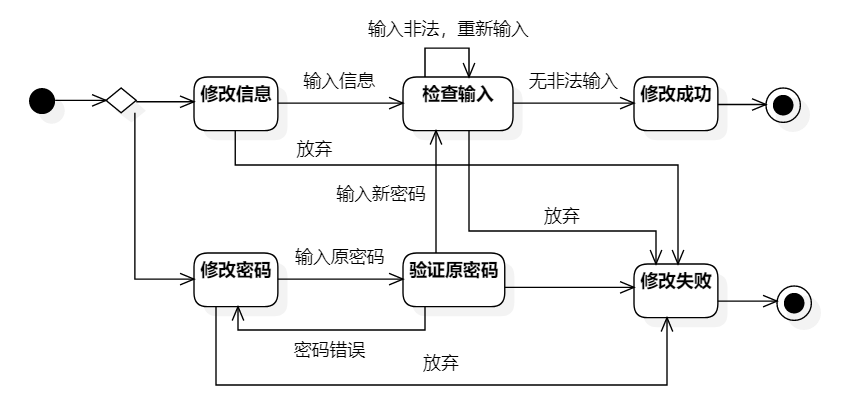 输入非法，重新输入
修改信息
输入信息
检查输入
无非法输入
修改成功
放弃
输入新密码
放弃
修改密码
输入原密码
验证原密码
修改失败
密码错误
放弃